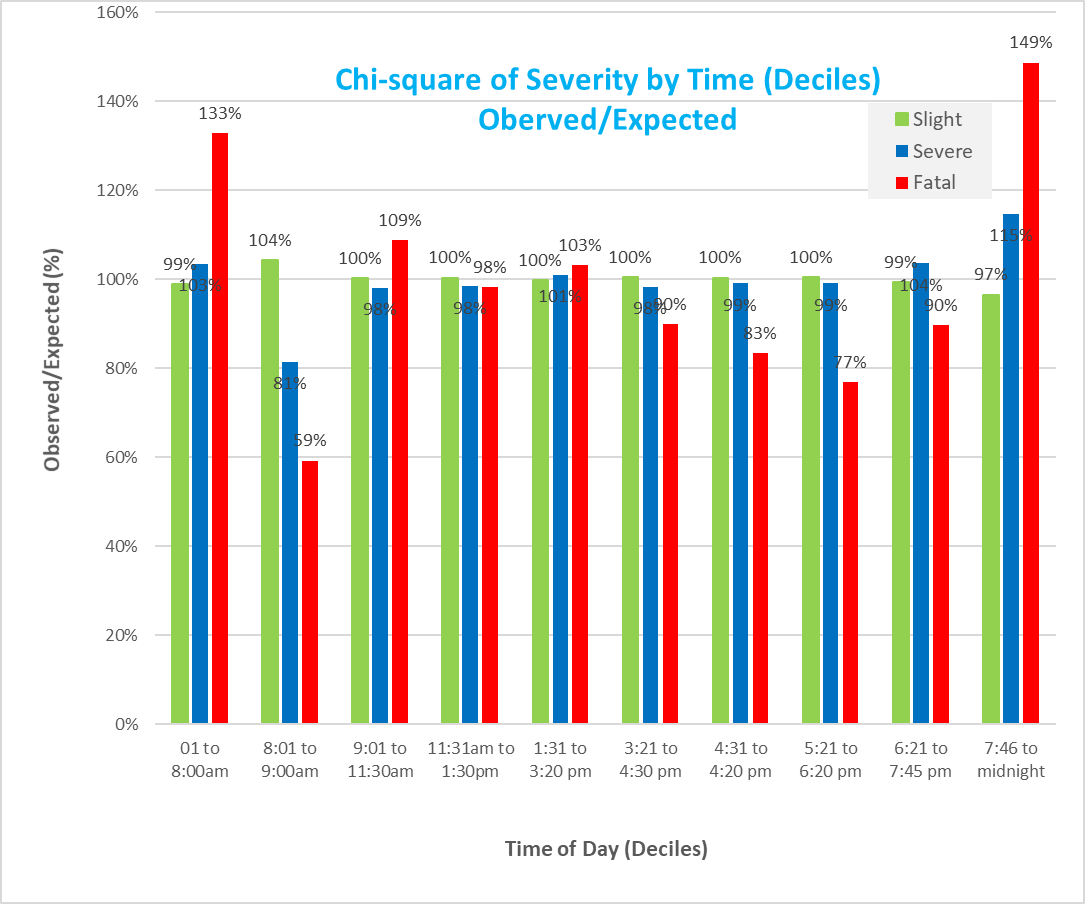 Chi-square of Severity by Time (Deciles)
Oberved/Expected
Slight
Severe
Fatal
Observed/Expected (%)
160%
140%
120%
100%
80%
60%
40%
20%
0%
99%
103%
133%
104%
81%
59%
100%
98%
109%
100%
98%
98%
100%
101%
103%
100%
98%
90%
100%
99%
83%
100%
99%
77%
99%
104%
90%
97%
115%
149%
01 to
8:00am
8:01 to
9:00am
9:01 to
11:30am
11:31am to
1:30pm
1:31 to
3:20 pm
3:21 to
4:30 pm
4:31 to
4:20 pm
5:21 to
6:20 pm
6:21 to
7:45 pm
7:46 to
midnight
Time of Day (Deciles)